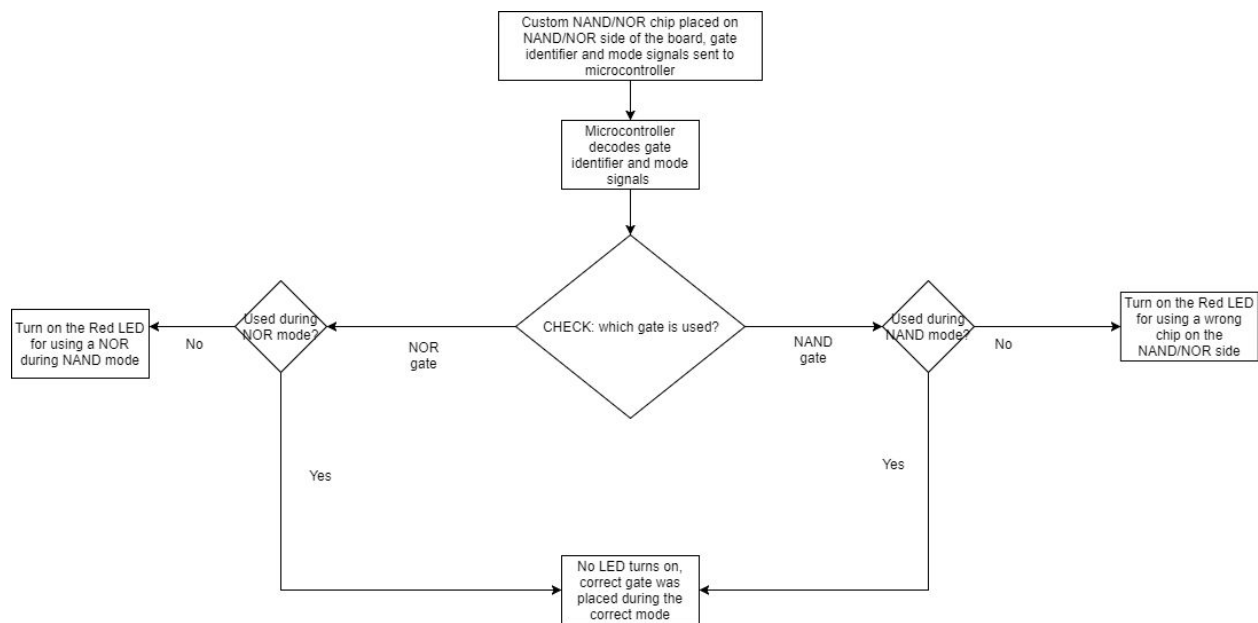 Custom NAND/NOR chip placed on
NAND/NOR side of the board, gate
identifier and mode signals sent to
microcontroller
Microcontroller
decodes gate
identifier and mode
signals
CHECK: which gate is used?
NOR
gate
NAND
gate
Used during
NOR mode?
No
Turn on the Red LED
for using a NOR
during NAND mode
Used during
NAND mode?
No
Turn on the Red LED
for using a wrong
chip on the
NAND/NOR side
Yes
Yes
No LED turns on,
correct gate was
placed during the
correct mode